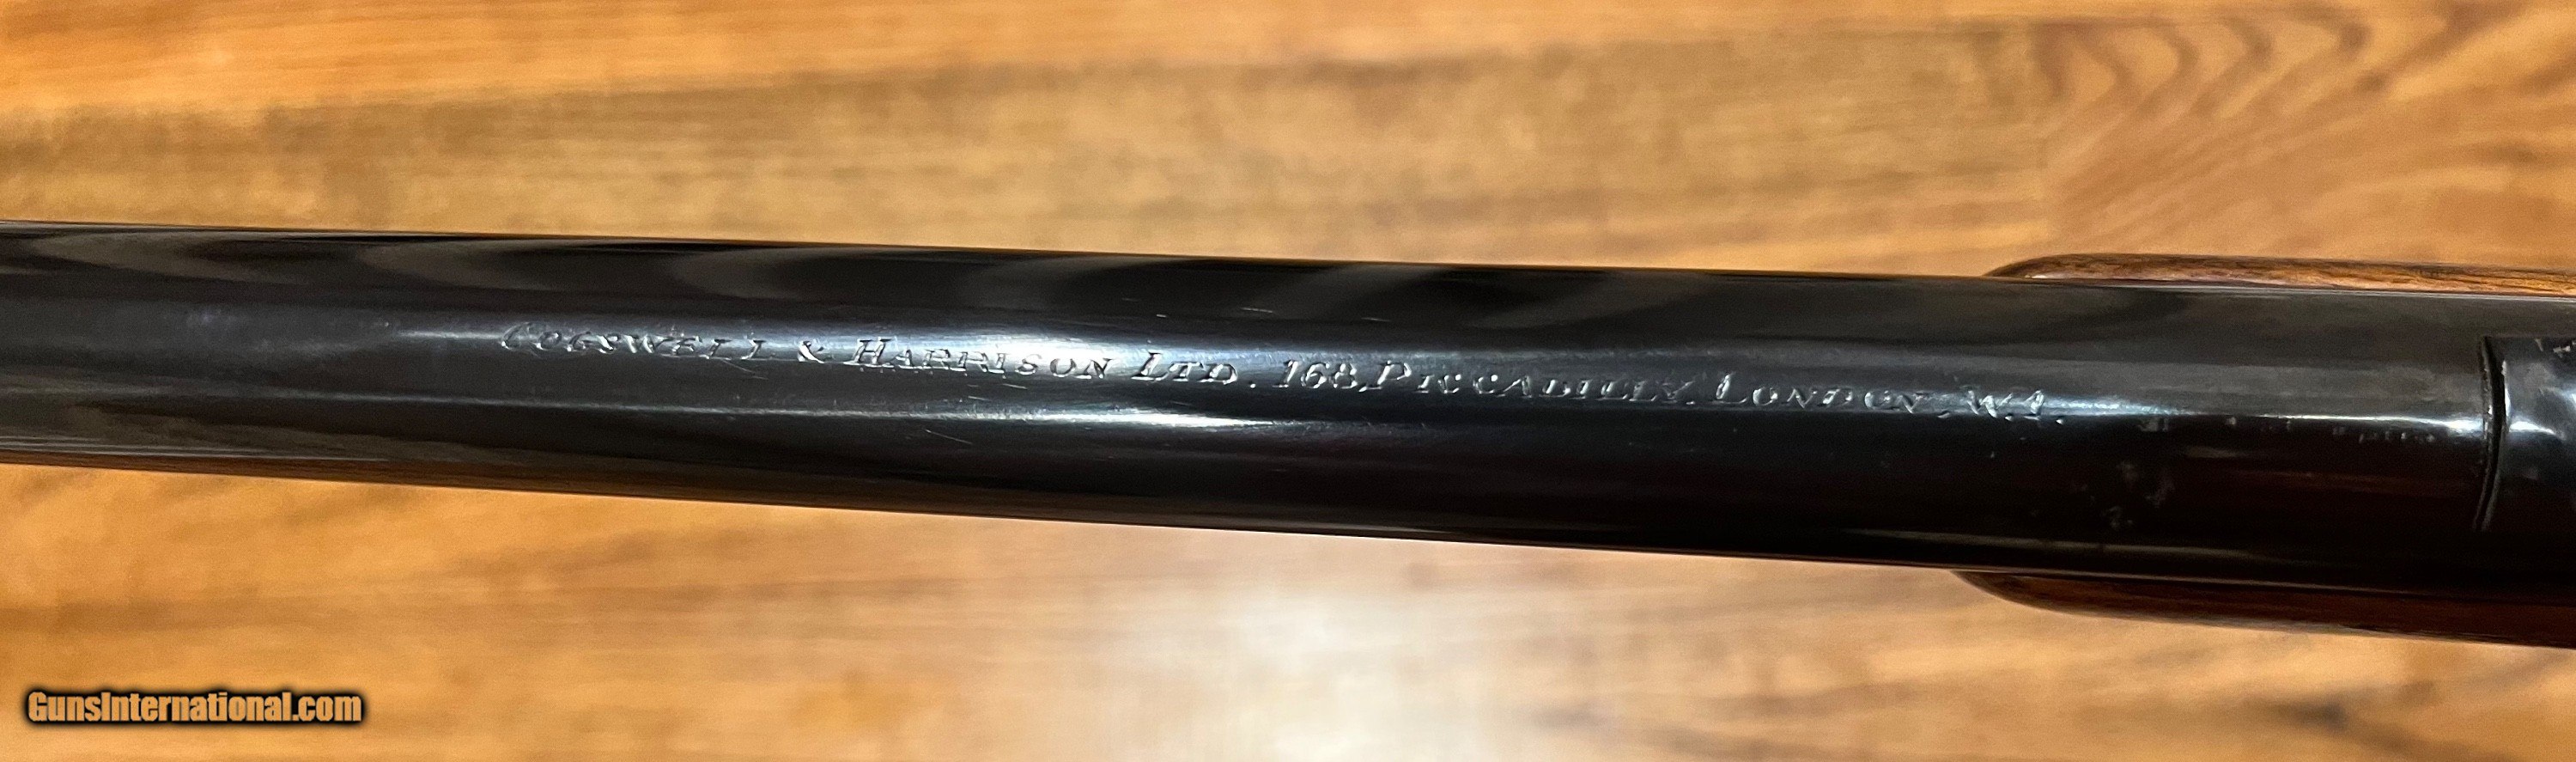 COGSWELL & HARRISON LTD. 168, PICCADILLY, LONDON, W.1.
GunsInternational.com